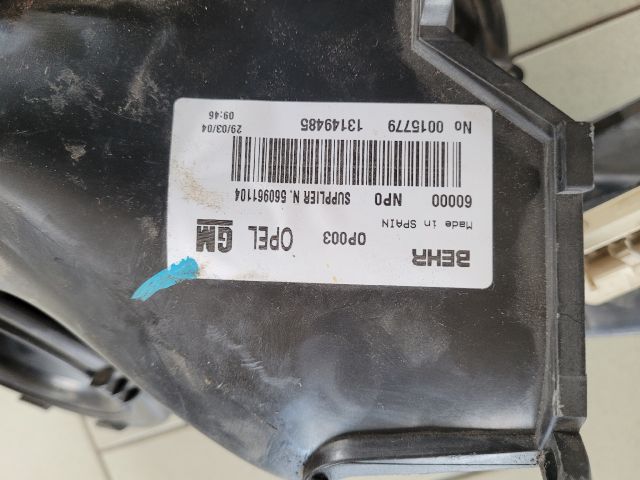 BEHR OP003 OPEL GM
Made in SPAIN
60000 NPO SUPPLIER N. 560961104
No 0015779 13149485 29/03/04
09:46